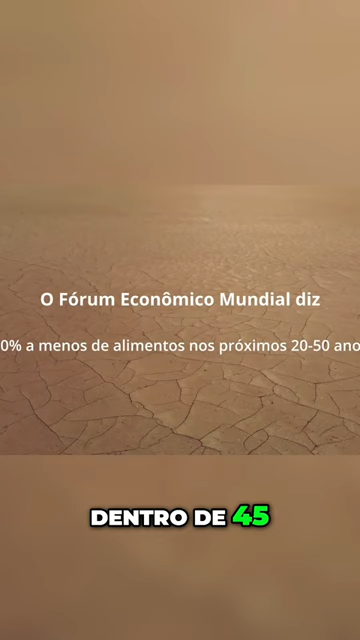 O Fórum Econômico Mundial diz
0% a menos de alimentos nos próximos 20-50 ano
DENTRO DE 45